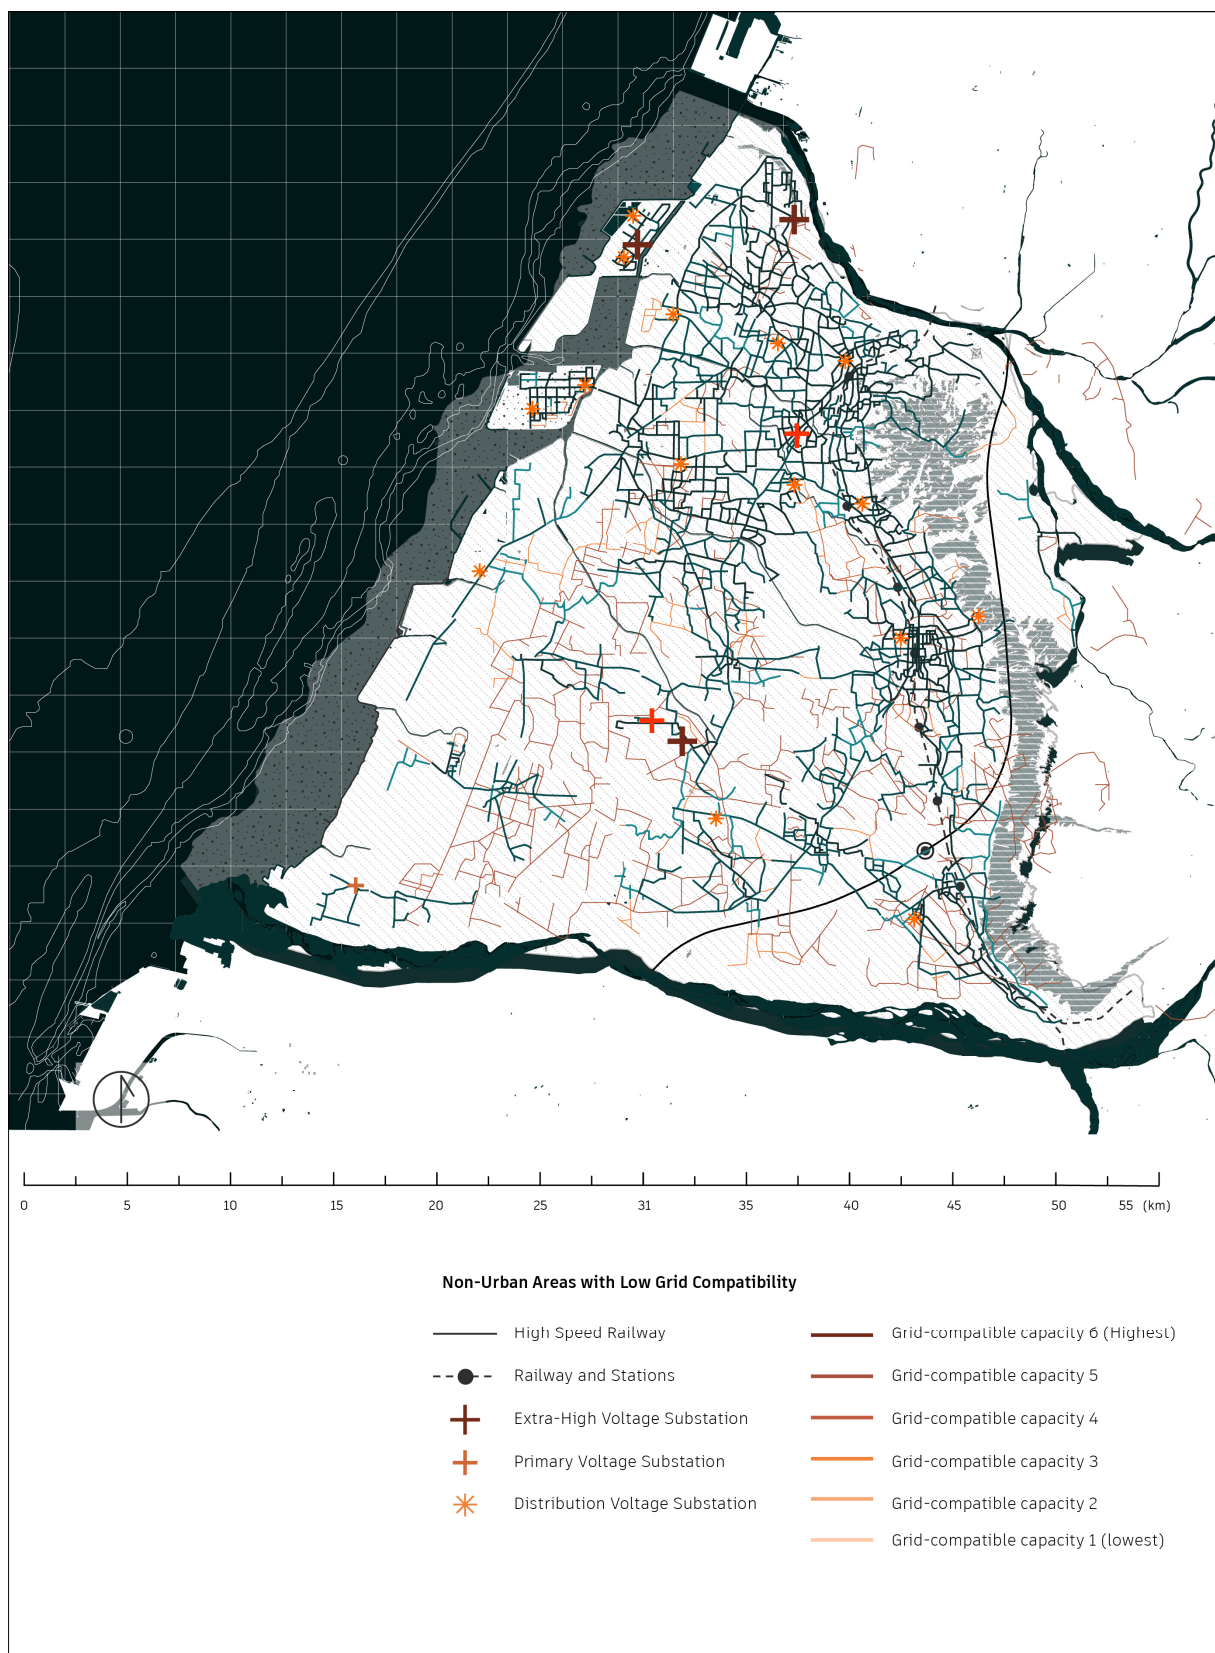 0 5 10 15 20 25 31 35 40 45 50 55 (km)
Non-Urban Areas with Low Grid Compatibility
High Speed Railway
Railway and Stations
Extra-High Voltage Substation
Primary Voltage Substation
Distribution Voltage Substation
Grid-compatible capacity 6 (Highest)
Grid-compatible capacity 5
Grid-compatible capacity 4
Grid-compatible capacity 3
Grid-compatible capacity 2
Grid-compatible capacity 1 (lowest)